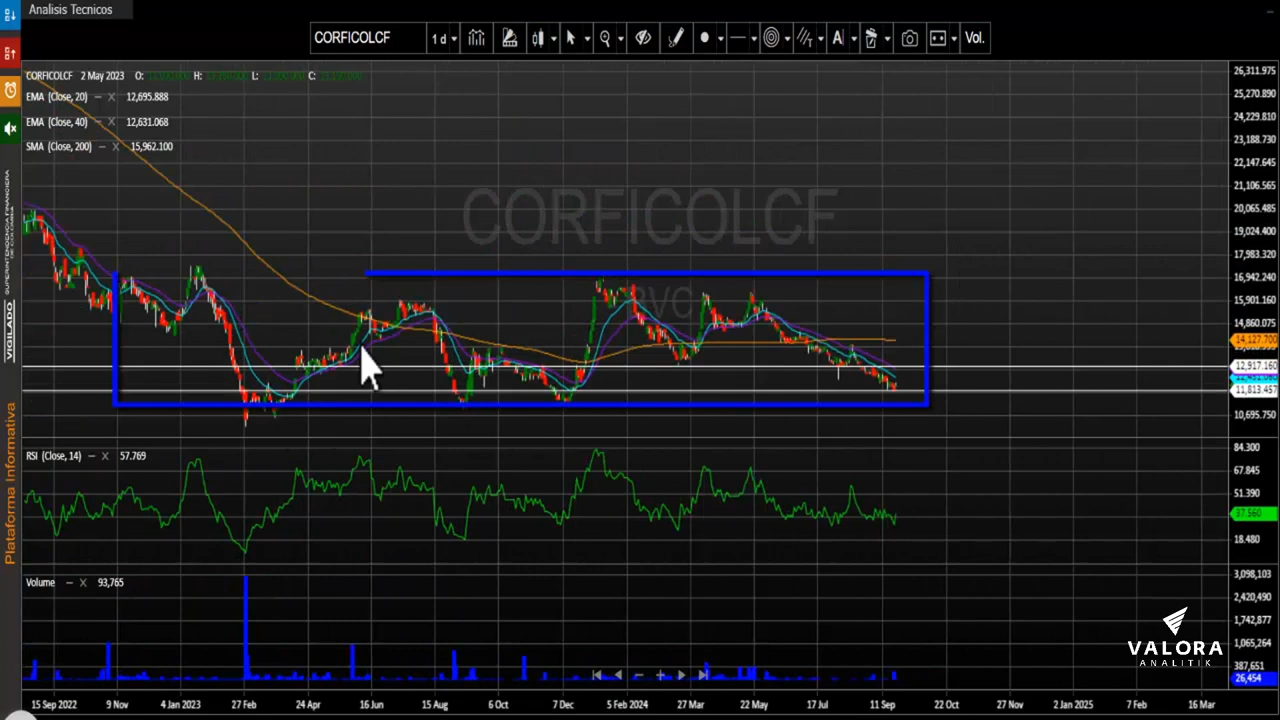 Analisis Tecnicos
CORFICOLCF
1 d
A
Vol.
CORFICOLCF 2 May 2023 O: H: L: C:
EMA (Close, 20) – X 12,695.888
EMA (Close, 40) – X 12,631.068
SMA (Close, 200) – X 15,962.100
CORFICOLCF
BVC
26,311.975
25,270.890
24,229.810
23,188.730
22,147.645
21,106.565
20,065.485
19,024.400
17,983.320
16,942.240
15,901.160
14,860.075
14,127.700
12,917.160
11,813.457
10,695.750
RSI (Close, 14) – X 57.769
84.300
67.845
51.390
37.560
18.480
Volume – X 93,765
3,098,103
2,420,490
1,742,877
1,065,264
387,651
26,454
15 Sep 2022
9 Nov
4 Jan 2023
27 Feb
24 Apr
16 Jun
15 Aug
6 Oct
7 Dec
5 Feb 2024
27 Mar
22 May
17 Jul
11 Sep
22 Oct
27 Nov
2 Jan 2025
7 Feb
16 Mar
VIGILADO SUPERINTENDENCIA FINANCIERA
DE COLOMBIA
Plataforma Informativa
VALORA
ANALITIK